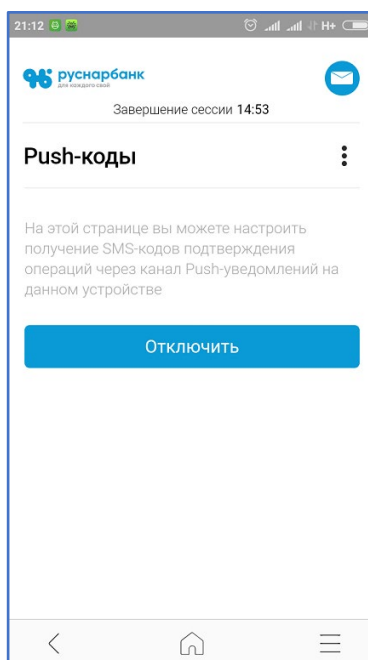 21:12 H+
руснарбанк
для каждого свой
Завершение сессии 14:53
Push-коды
На этой странице вы можете настроить
получение SMS-кодов подтверждения
операций через канал Push-уведомлений на
данном устройстве
Отключить